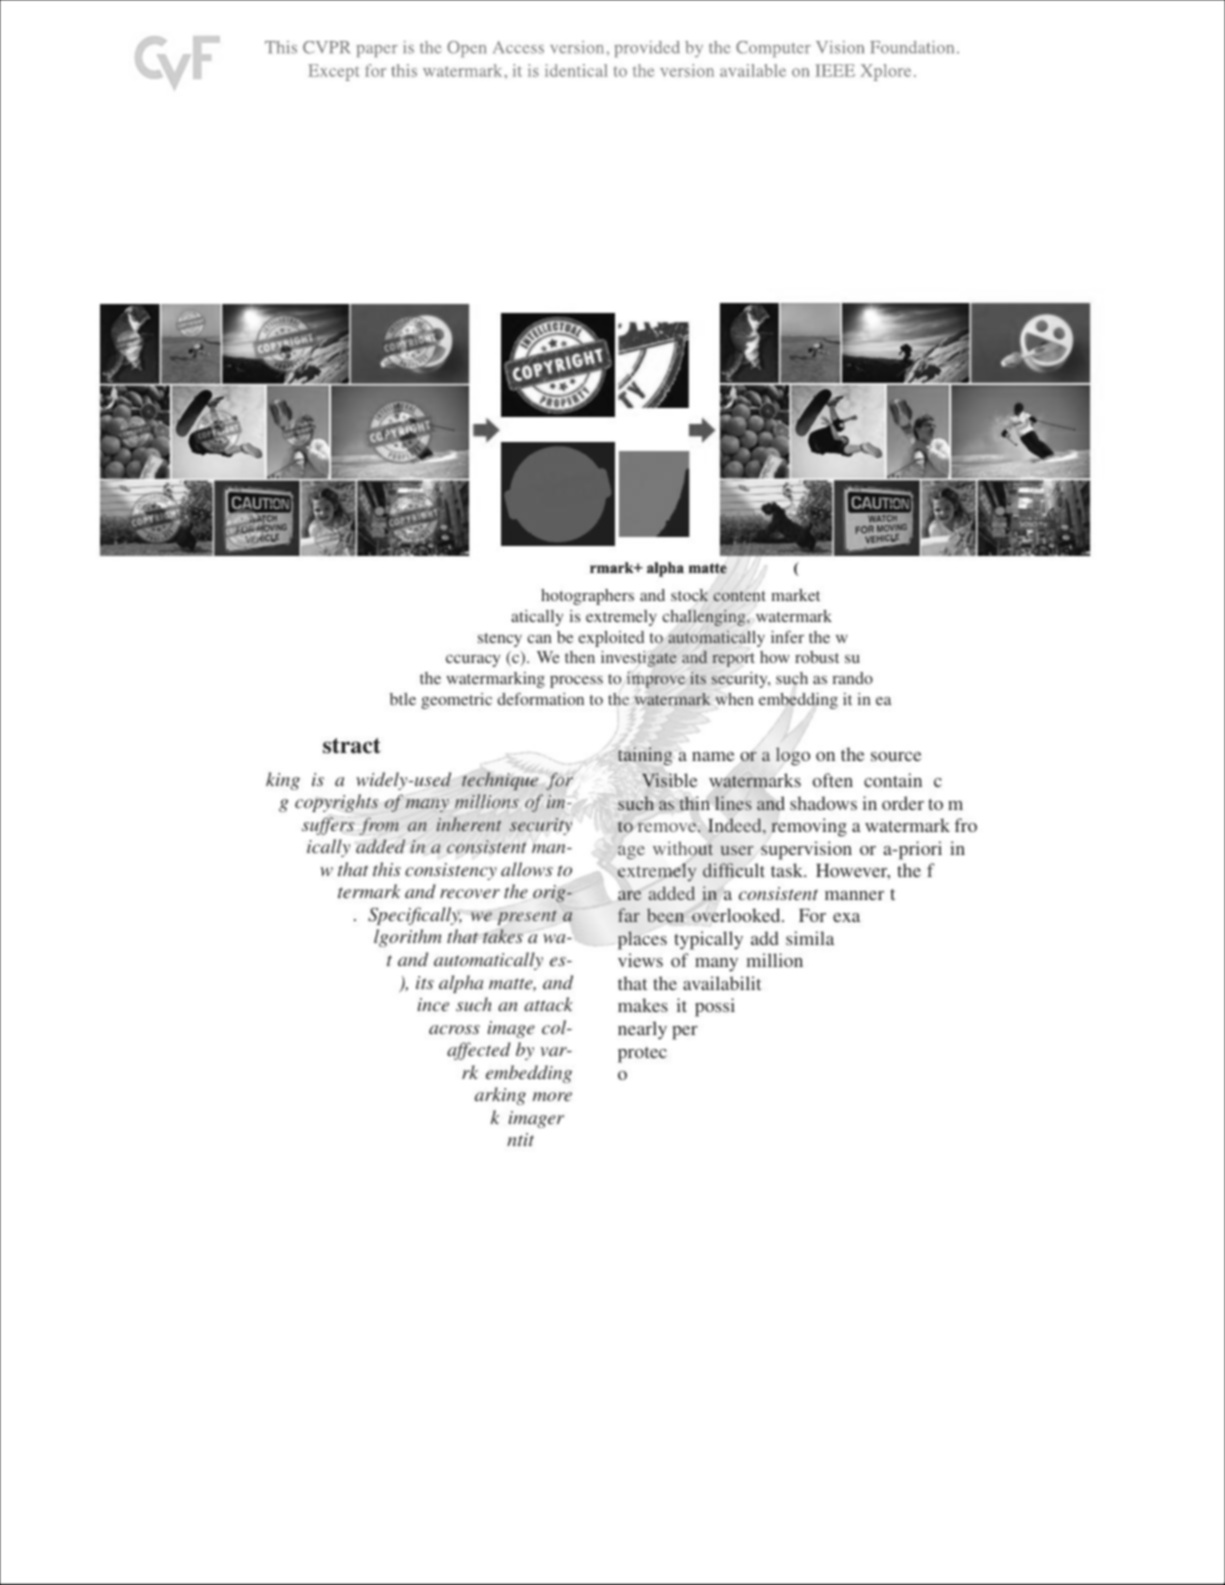 CVF
This CVPR paper is the Open Access version, provided by the Computer Vision Foundation.
Except for this watermark, it is identical to the version available on IEEE Xplore.
COPYRIGHT
COPYRIGHT
COPYRIGHT
COPYRIGHT
CAUTION
WATCH
FOR MOVING
VEHICLE
COPYRIGHT
INTELLECTUAL
COPYRIGHT
PROPERTY
TY
CAUTION
WATCH
FOR MOVING
VEHICLE
rmark+ alpha matte (
hotographers and stock content market
atically is extremely challenging, watermark
stency can be exploited to automatically infer the w
ccuracy (c). We then investigate and report how robust su
the watermarking process to improve its security, such as rando
btle geometric deformation to the watermark when embedding it in ea
stract
king is a widely-used technique for
g copyrights of many millions of im-
suffers from an inherent security
ically added in a consistent man-
w that this consistency allows to
termark and recover the orig-
. Specifically, we present a
lgorithm that takes a wa-
t and automatically es-
), its alpha matte, and
ince such an attack
across image col-
affected by var-
rk embedding
arking more
k imager
ntit
taining a name or a logo on the source
Visible watermarks often contain c
such as thin lines and shadows in order to m
to remove. Indeed, removing a watermark fro
age without user supervision or a-priori in
extremely difficult task. However, the f
are added in a consistent manner t
far been overlooked. For exa
places typically add simila
views of many million
that the availabilit
makes it possi
nearly per
protec
o